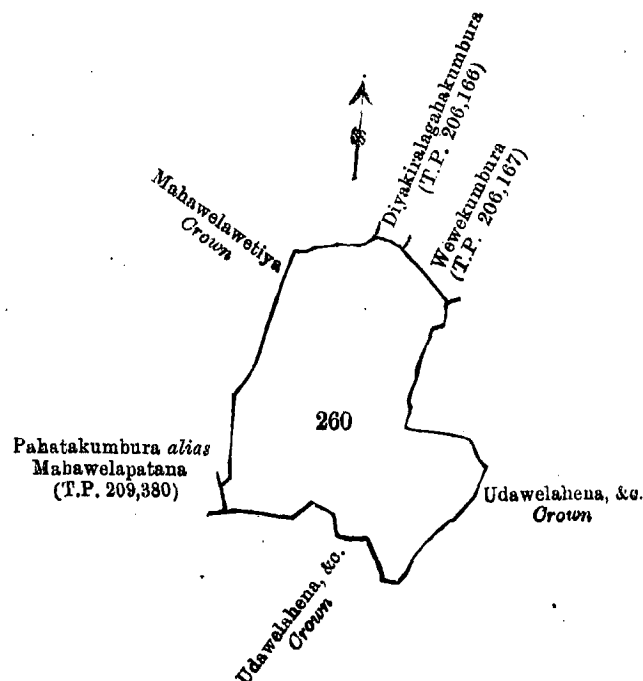 Diyakiralagahakumbura
(T.P. 206,166)
Wewekumbura
(T.P. 206,167)
Mahawelawetiya
Crown
260
Pahatakumbura alias
Mahawelapatana
(T.P. 209,380)
Udawelahena, &c.
Crown
Udawelahena, &c.
Crown